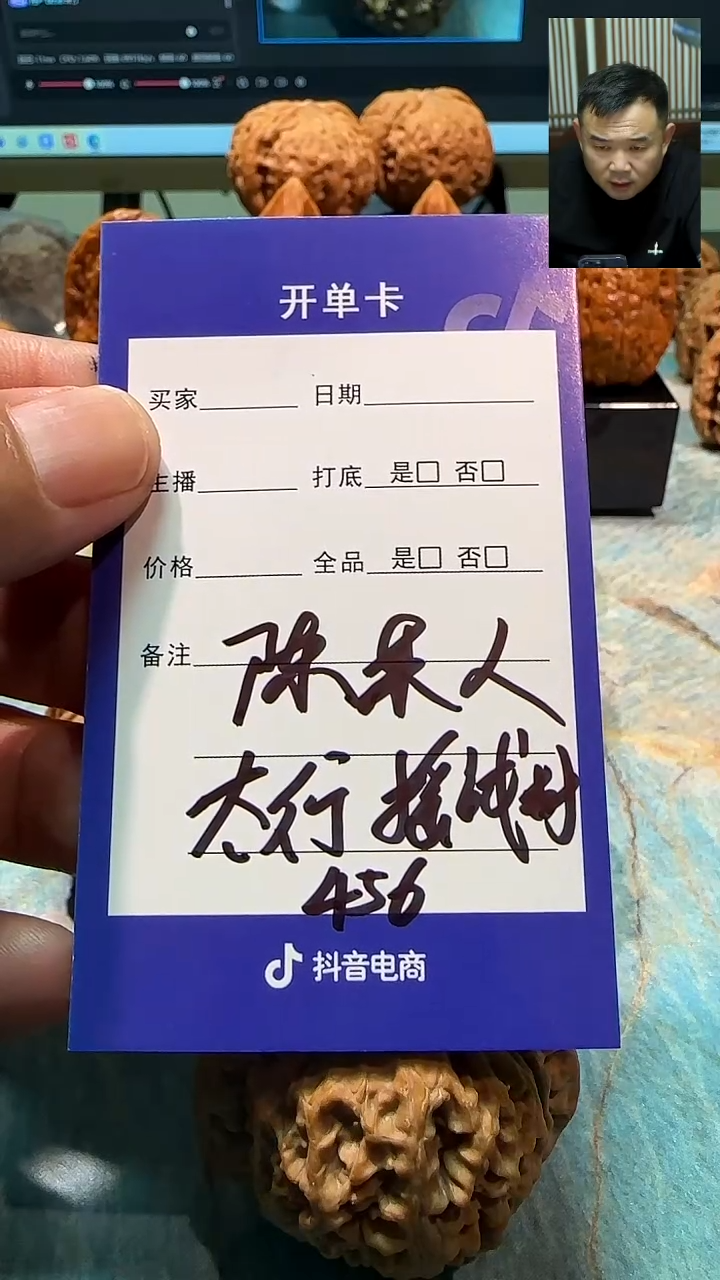 开单卡
买家 日期
主播 打底 是□ 否□
价格 全品 是□ 否□
备注 陈呆人
太行
456
抖音电商